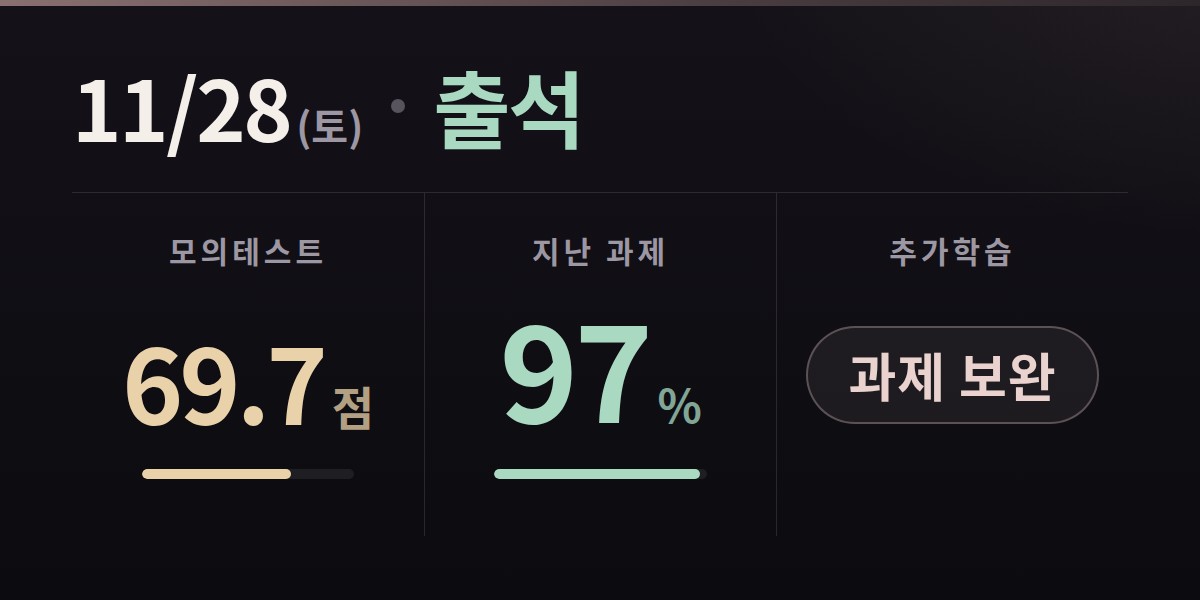 11/28 (토) • 출석
모의테스트
69.7점
지난 과제
97%
추가학습
과제 보완